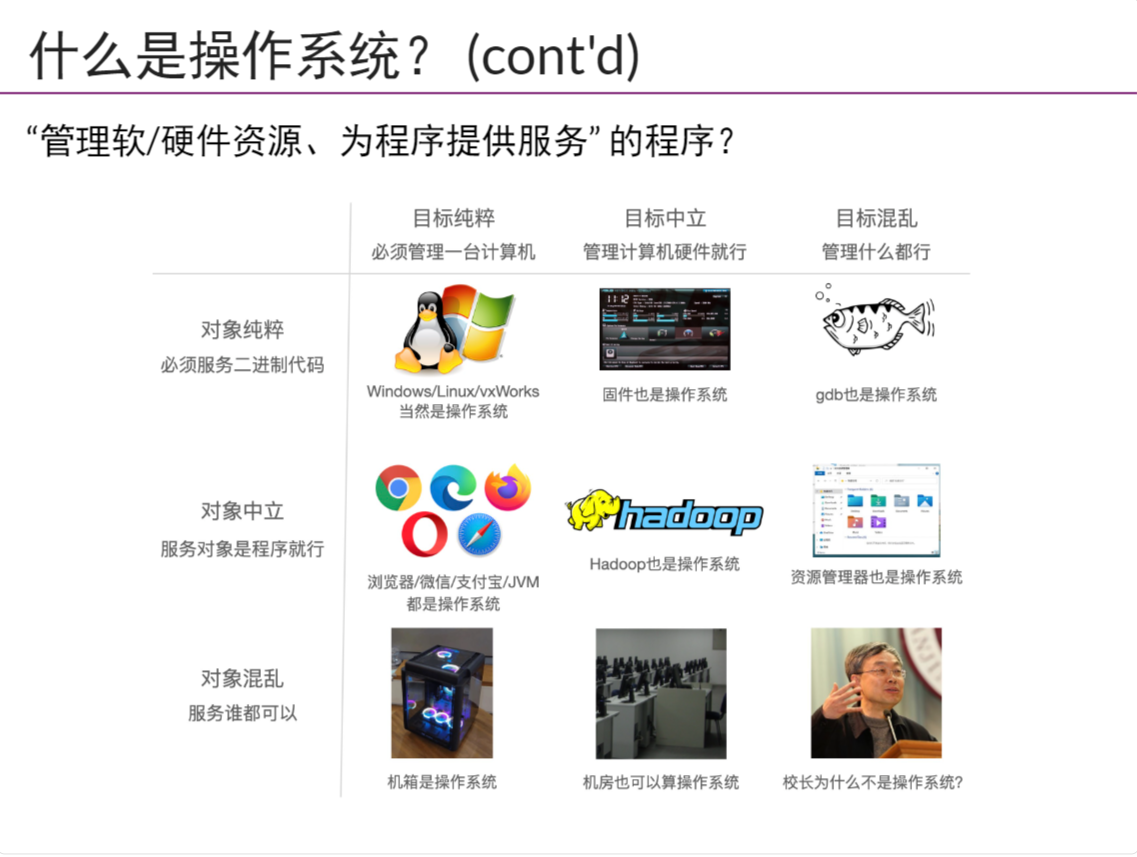 什么是操作系统？ (cont'd)
“管理软/硬件资源、为程序提供服务” 的程序？
目标纯粹
必须管理一台计算机
目标中立
管理计算机硬件就行
目标混乱
管理什么都行
对象纯粹
必须服务二进制代码
Windows/Linux/vxWorks
当然是操作系统
固件也是操作系统
gdb也是操作系统
对象中立
服务对象是程序就行
浏览器/微信/支付宝/JVM
都是操作系统
hadoop
Hadoop也是操作系统
资源管理器也是操作系统
对象混乱
服务谁都可以
机箱是操作系统
机房也可以算操作系统
校长为什么不是操作系统?